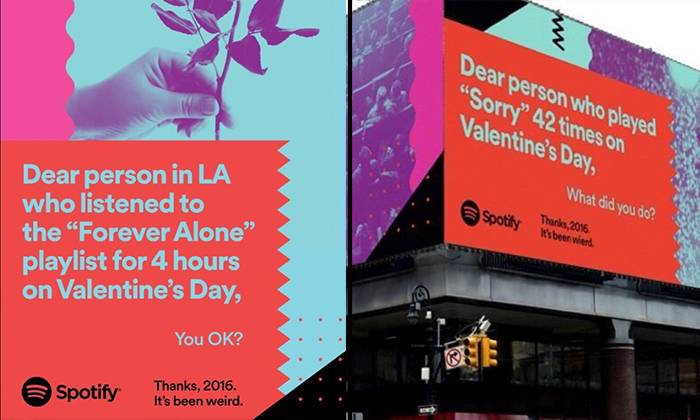 Dear person in LA
who listened to
the “Forever Alone”
playlist for 4 hours
on Valentine’s Day,
You OK?
Spotify
Thanks, 2016.
It’s been weird.
Dear person who played
“Sorry” 42 times on
Valentine’s Day,
What did you do?
Spotify
Thanks, 2016.
It’s been wierd.